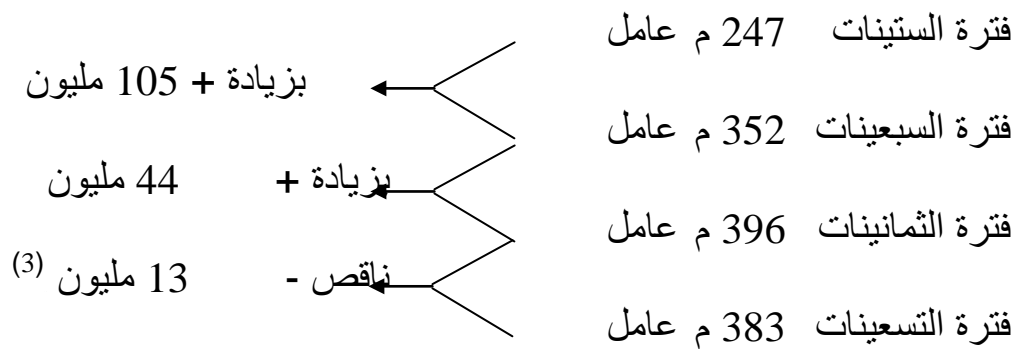 فترة الستينات 247 م عامل
بزيادة + 105 مليون
فترة السبعينات 352 م عامل
بزيادة + 44 مليون
فترة الثمانينات 396 م عامل
ناقص - 13 مليون (3)
فترة التسعينات 383 م عامل